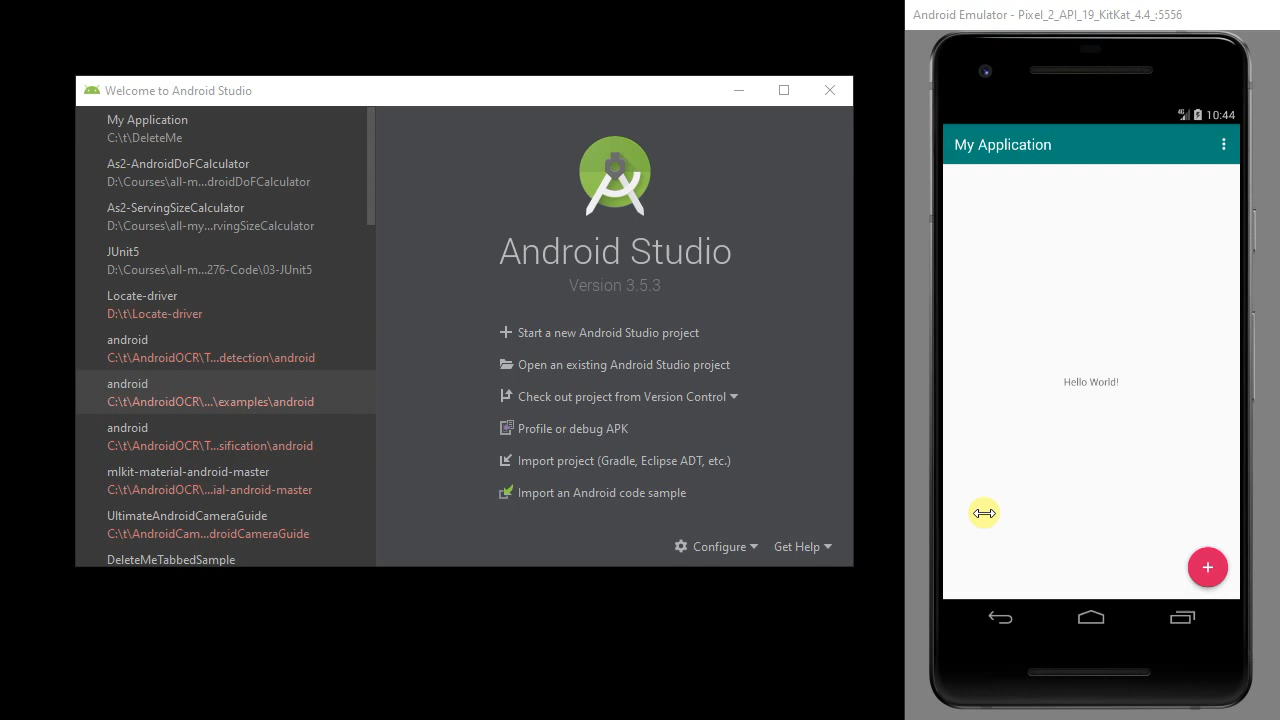 Welcome to Android Studio
My Application
C:\t\DeleteMe
As2-AndroidDoFCalculator
D:\Courses\all-m...droidDoFCalculator
As2-ServingSizeCalculator
D:\Courses\all-my...rvingSizeCalculator
JUnit5
D:\Courses\all-m...276-Code\03-JUnit5
Locate-driver
D:\t\Locate-driver
android
C:\t\AndroidOCR\T...detection\android
android
C:\t\AndroidOCR\...\examples\android
android
C:\t\AndroidOCR\T...sification\android
mlkit-material-android-master
C:\t\AndroidOCR\...ial-android-master
UltimateAndroidCameraGuide
C:\t\AndroidCam...droidCameraGuide
DeleteMeTabbedSample
Android Studio
Version 3.5.3
Start a new Android Studio project
Open an existing Android Studio project
Check out project from Version Control
Profile or debug APK
Import project (Gradle, Eclipse ADT, etc.)
Import an Android code sample
Configure
Get Help
Android Emulator - Pixel_2_API_19_KitKat_4.4_:5556
4G 10:44
My Application
Hello World!